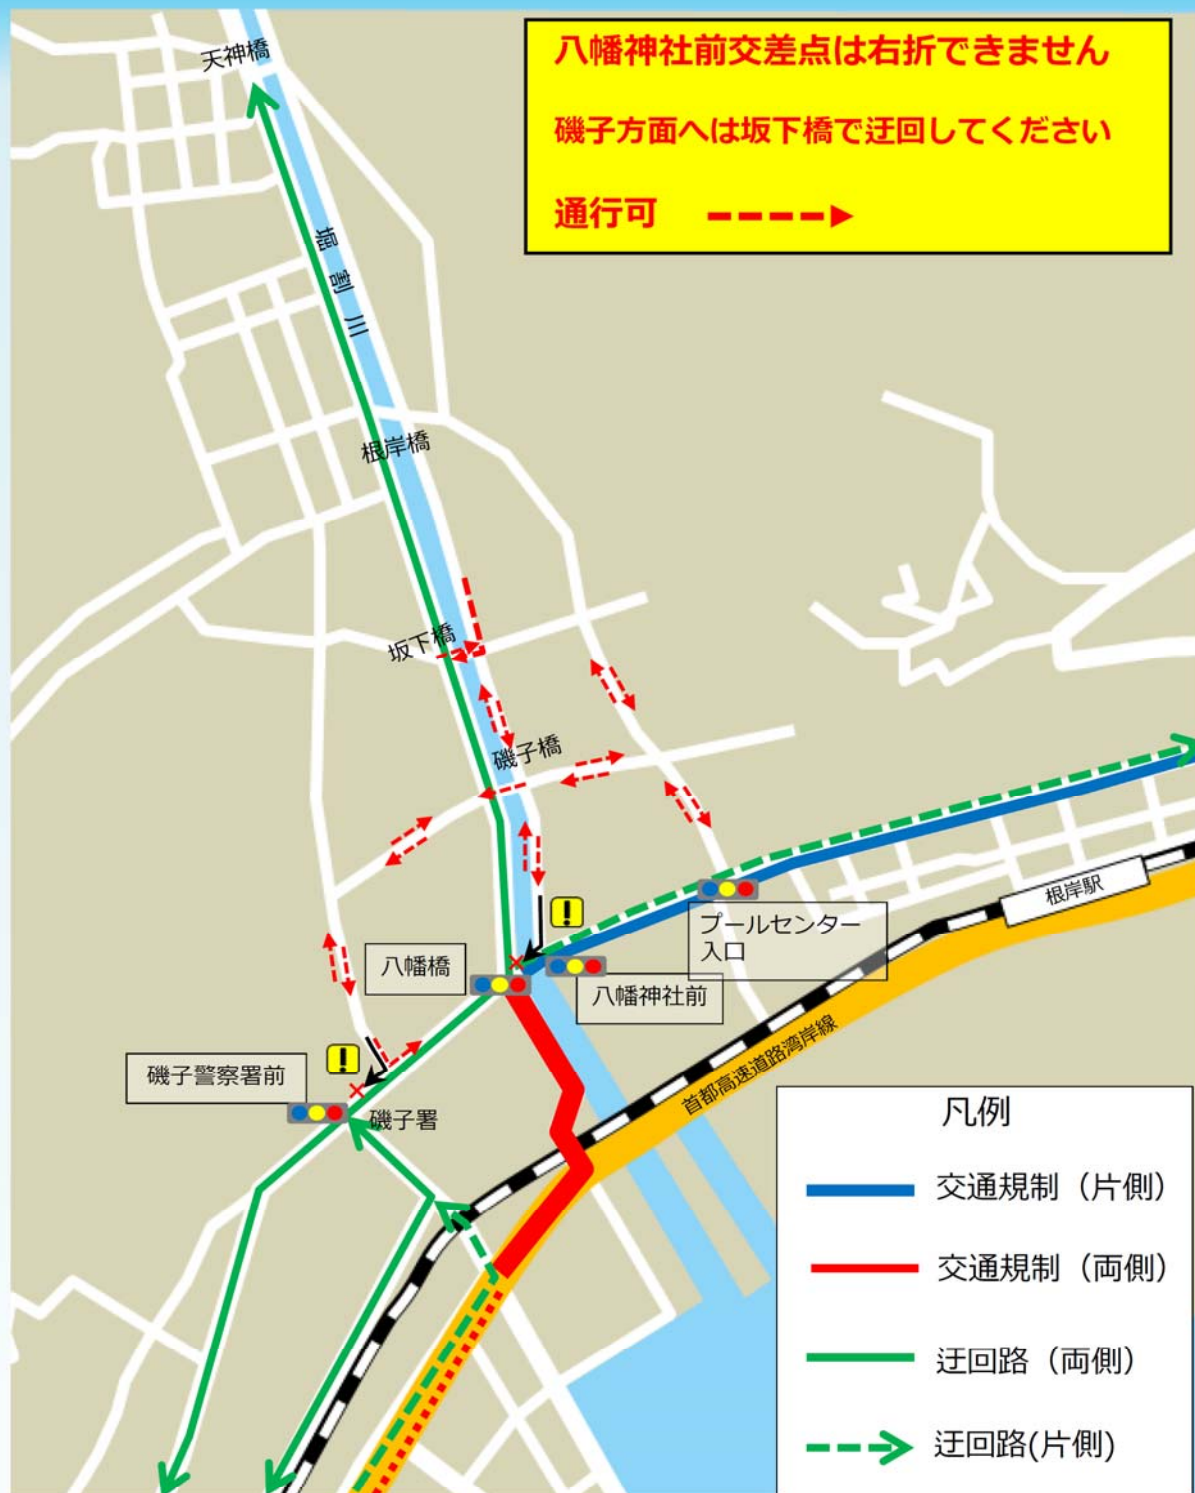 八幡神社前交差点は右折できません
磯子方面へは坂下橋で迂回してください
通行可
天神橋
堀割川
根岸橋
坂下橋
磯子橋
根岸駅
プールセンター
入口
八幡橋
八幡神社前
首都高速道路湾岸線
磯子警察署前
磯子署
凡例
交通規制（片側）
交通規制（両側）
迂回路（両側）
迂回路(片側)